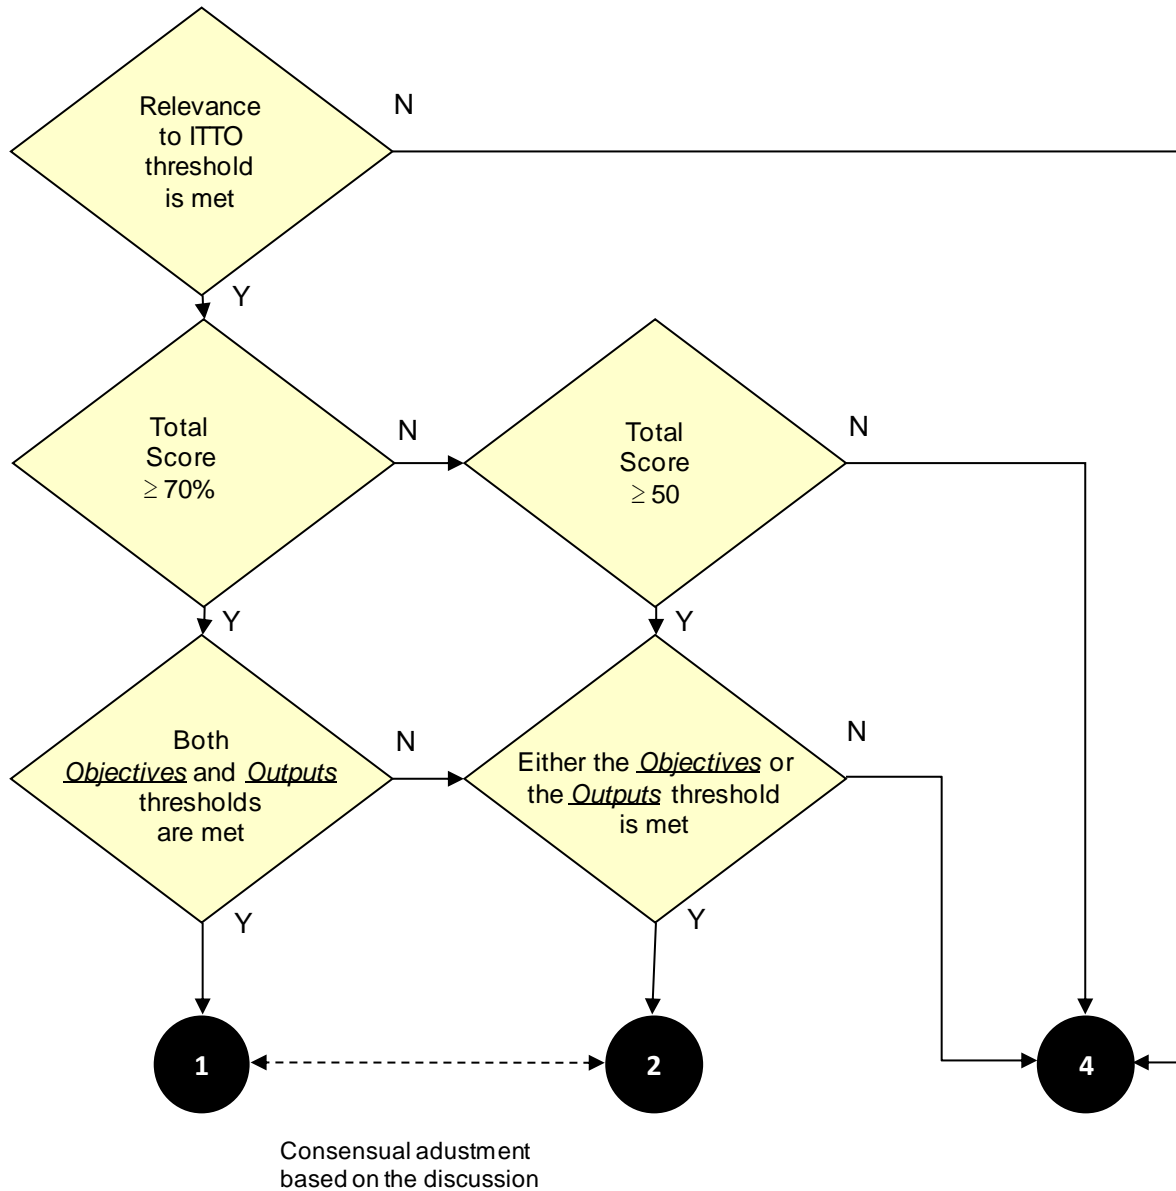 Relevance
to ITTO
threshold
is met
N
Y
Total
Score
≥ 70%
N
Total
Score
≥ 50
N
Y
Y
Both
Objectives and Outputs
thresholds
are met
N
Either the Objectives or
the Outputs threshold
is met
N
Y
Y
1
2
4
Consensual adustment
based on the discussion